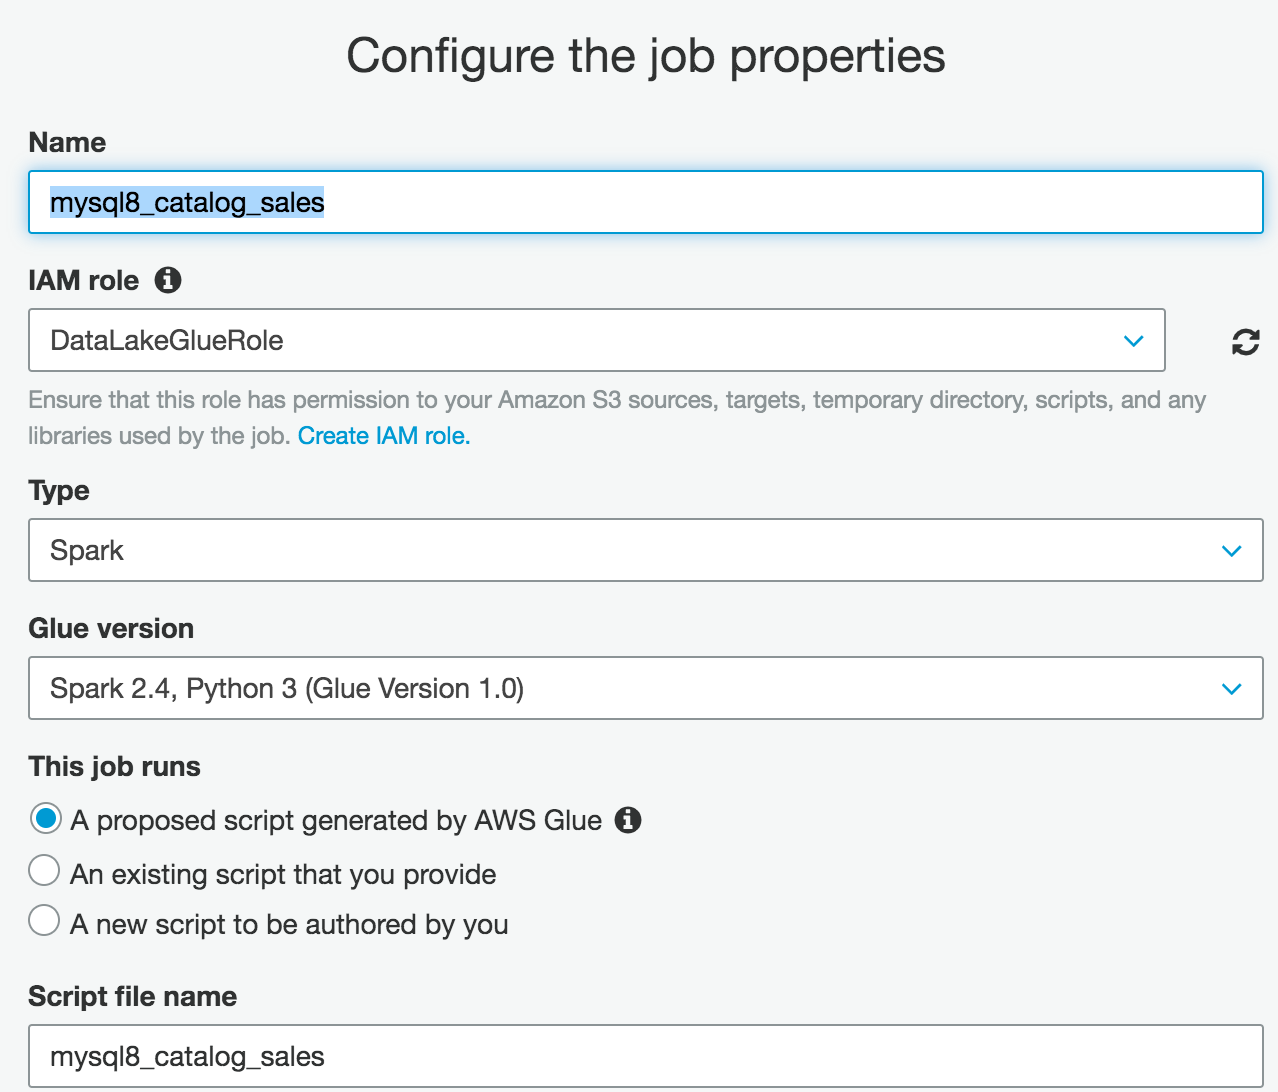 Configure the job properties
Name
mysql8_catalog_sales
IAM role
DataLakeGlueRole
Ensure that this role has permission to your Amazon S3 sources, targets, temporary directory, scripts, and any
libraries used by the job. Create IAM role.
Type
Spark
Glue version
Spark 2.4, Python 3 (Glue Version 1.0)
This job runs
A proposed script generated by AWS Glue
An existing script that you provide
A new script to be authored by you
Script file name
mysql8_catalog_sales